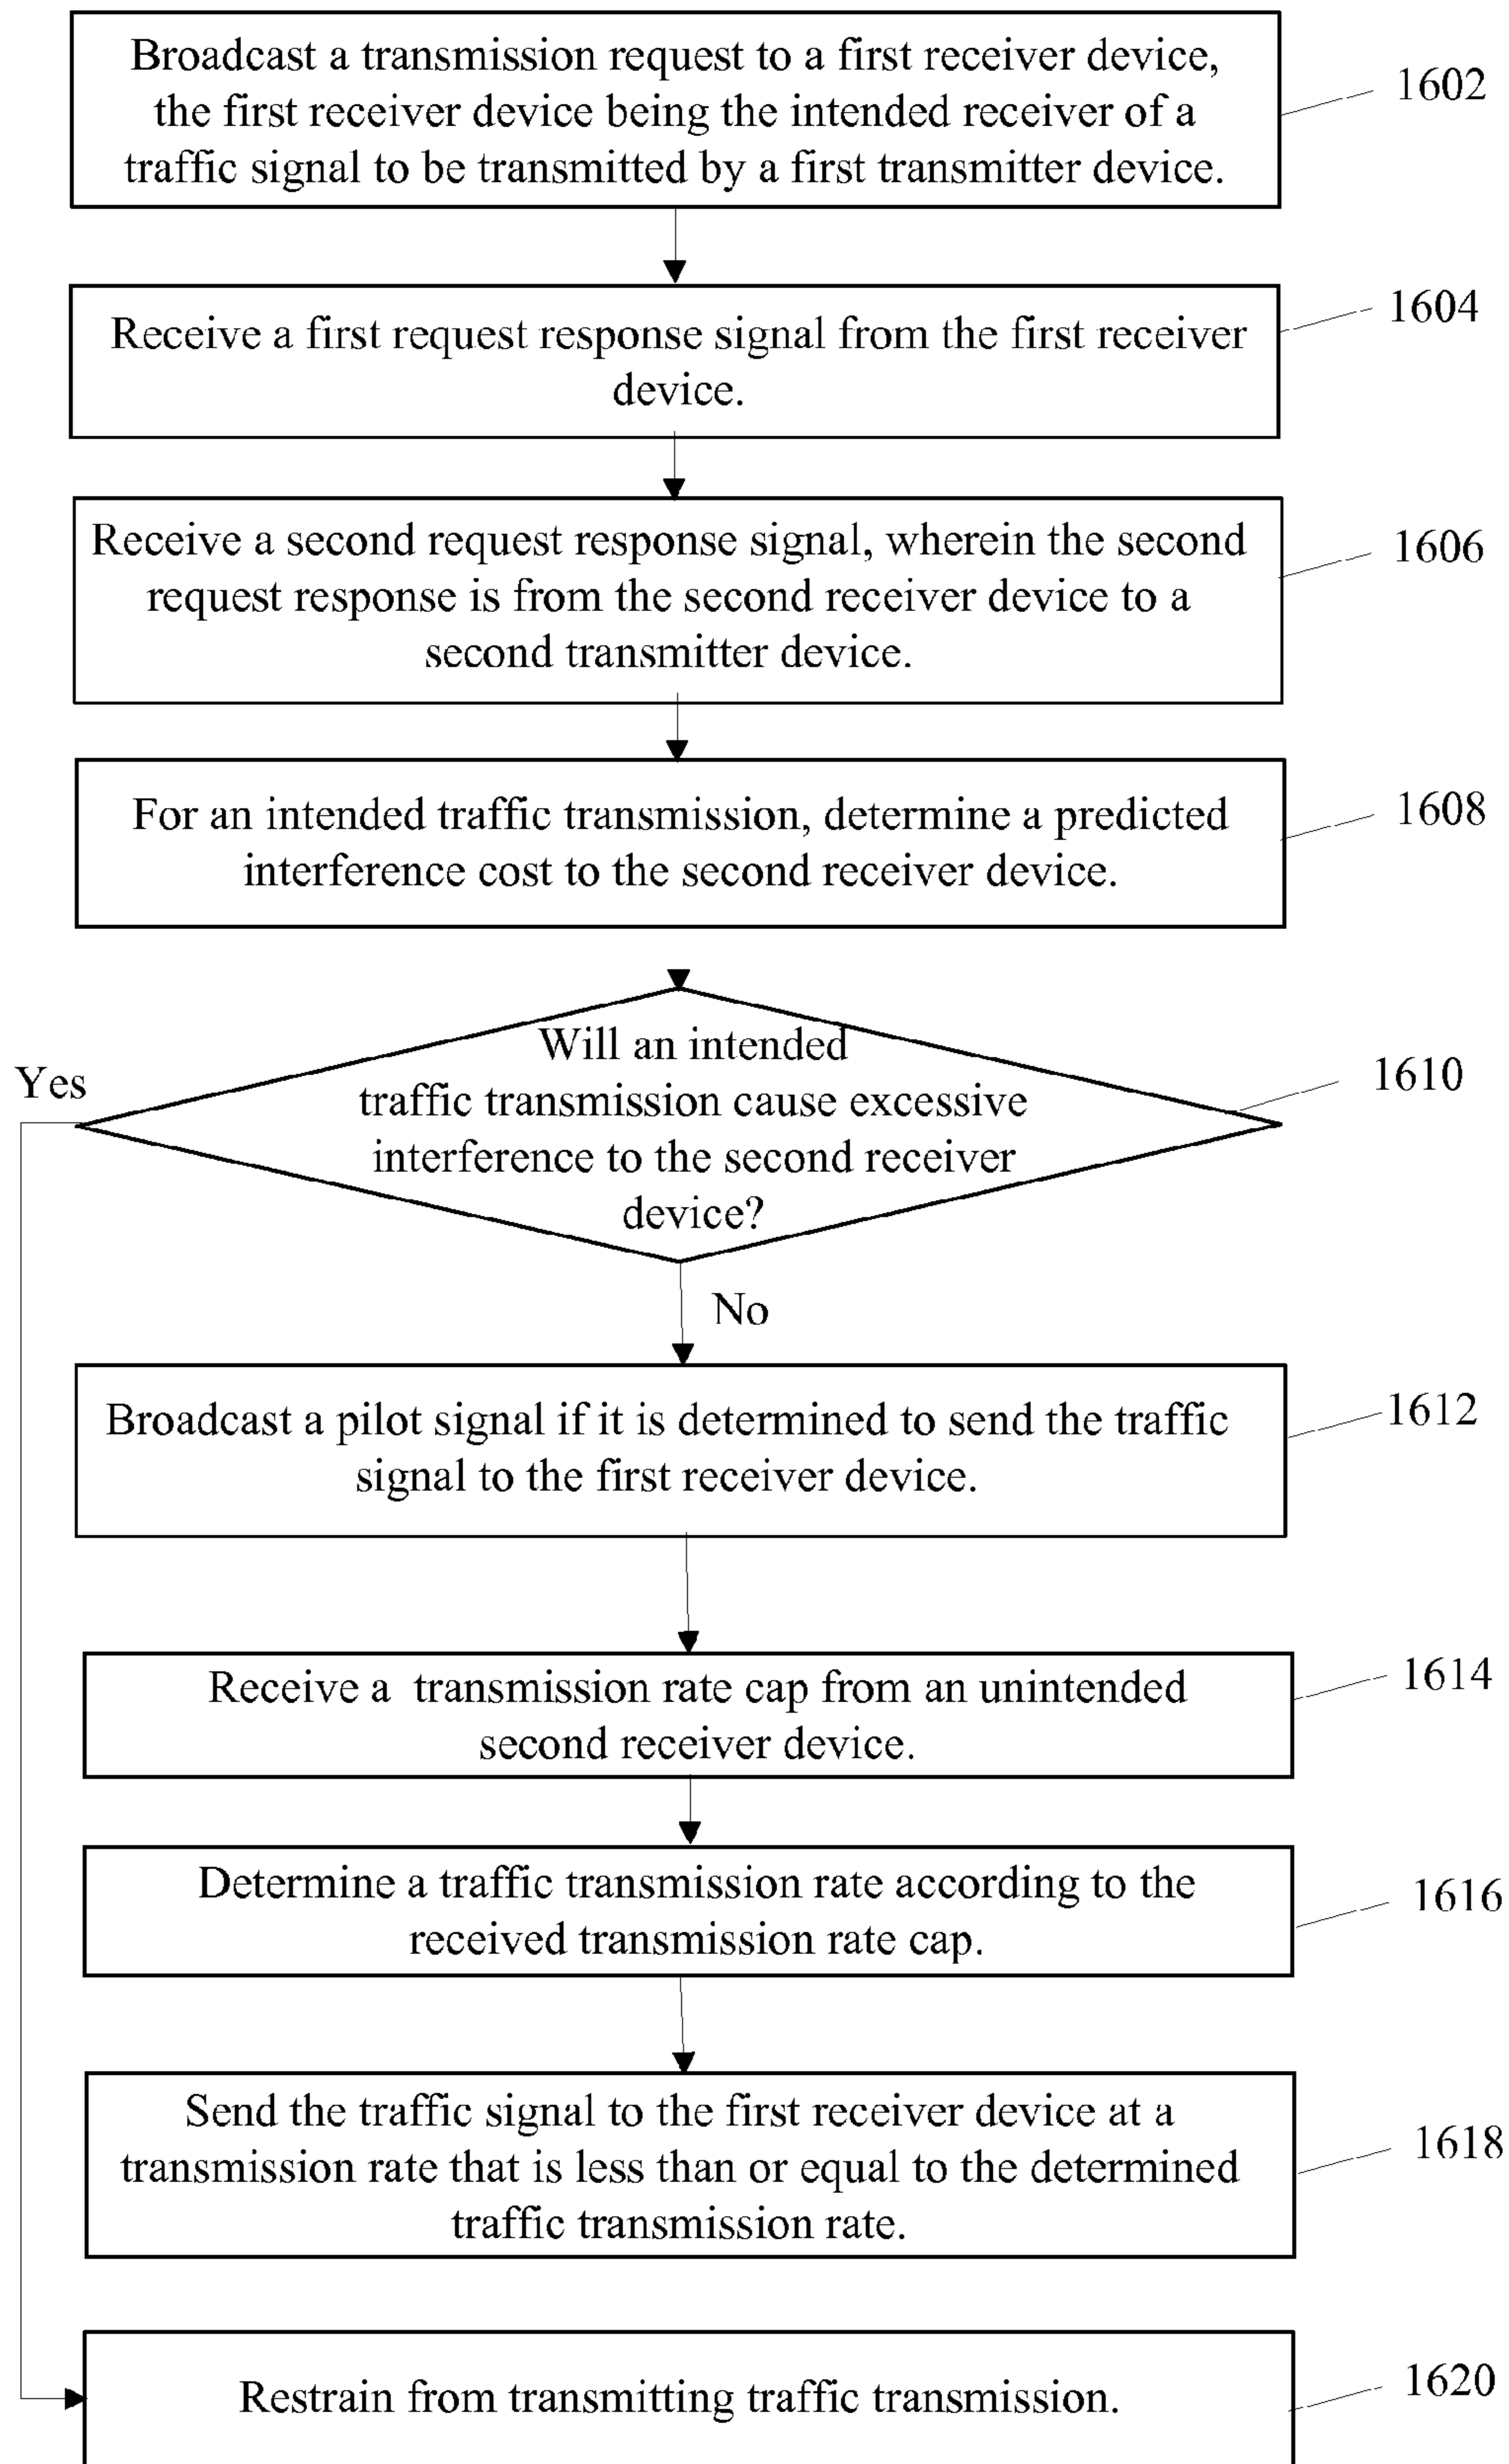 Broadcast a transmission request to a first receiver device,
the first receiver device being the intended receiver of a
traffic signal to be transmitted by a first transmitter device.
1602
Receive a first request response signal from the first receiver
device.
1604
Receive a second request response signal, wherein the second
request response is from the second receiver device to a
second transmitter device.
1606
For an intended traffic transmission, determine a predicted
interference cost to the second receiver device.
1608
Will an intended
traffic transmission cause excessive
interference to the second receiver
device?
1610
Yes
No
Broadcast a pilot signal if it is determined to send the traffic
signal to the first receiver device.
1612
Receive a transmission rate cap from an unintended
second receiver device.
1614
Determine a traffic transmission rate according to the
received transmission rate cap.
1616
Send the traffic signal to the first receiver device at a
transmission rate that is less than or equal to the determined
traffic transmission rate.
1618
Restrain from transmitting traffic transmission.
1620